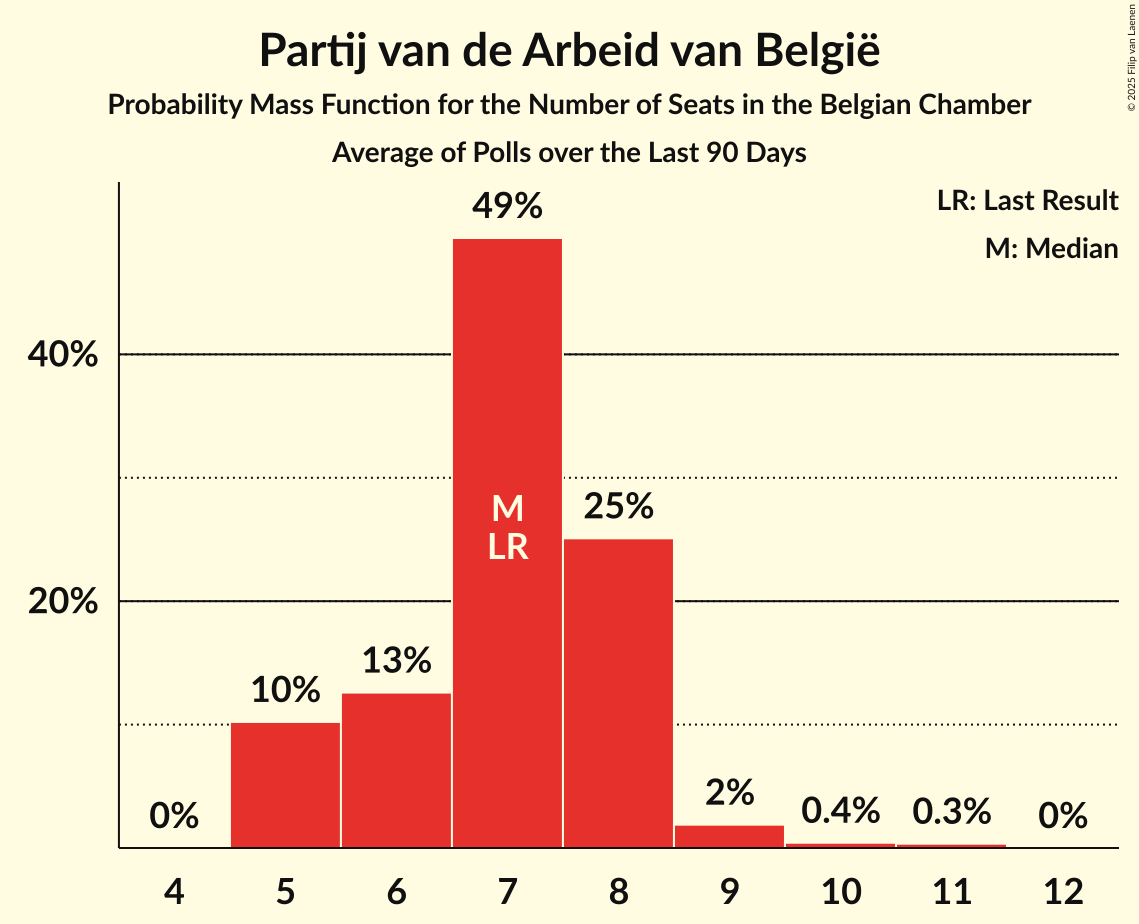 Partij van de Arbeid van België
Probability Mass Function for the Number of Seats in the Belgian Chamber
Average of Polls over the Last 90 Days
© 2025 Filip van Laenen
LR: Last Result
M: Median
49%
40%
M
LR
25%
20%
13%
10%
2%
0%
0.4%
0.3%
0%
4 5 6 7 8 9 10 11 12